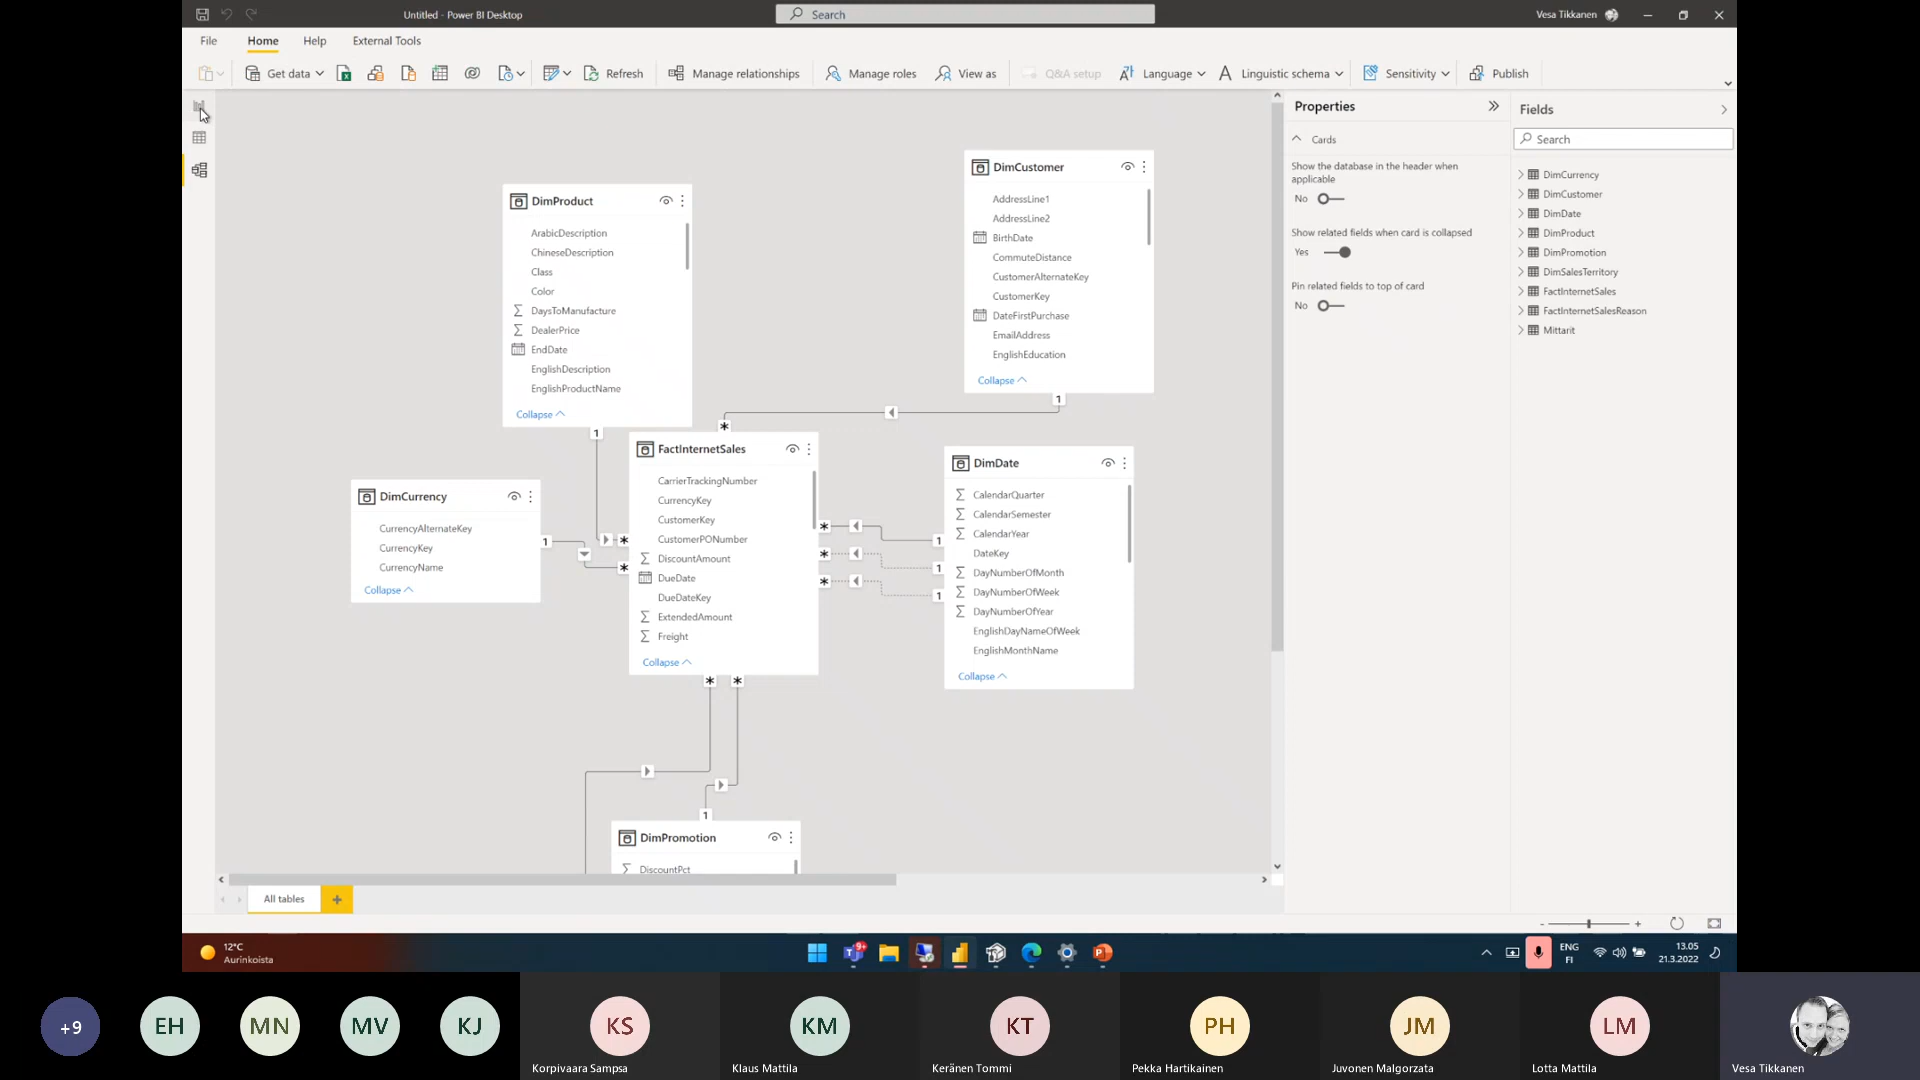 Untitled - Power BI Desktop
Search
Vesa Tikkanen
File
Home
Help
External Tools
Get data
Refresh
Manage relationships
Manage roles
View as
Q&A setup
Language
Linguistic schema
Sensitivity
Publish
DimProduct
ArabicDescription
ChineseDescription
Class
Color
DaysToManufacture
DealerPrice
EndDate
EnglishDescription
EnglishProductName
Collapse
DimCustomer
AddressLine1
AddressLine2
BirthDate
CommuteDistance
CustomerAlternateKey
CustomerKey
DateFirstPurchase
EmailAddress
EnglishEducation
Collapse
1
*
1
FactInternetSales
CarrierTrackingNumber
CurrencyKey
CustomerKey
CustomerPONumber
DiscountAmount
DueDate
DueDateKey
ExtendedAmount
Freight
Collapse
DimCurrency
CurrencyAlternateKey
CurrencyKey
CurrencyName
Collapse
1
*
*
*
*
*
1
1
1
DimDate
CalendarQuarter
CalendarSemester
CalendarYear
DateKey
DayNumberOfMonth
DayNumberOfWeek
DayNumberOfYear
EnglishDayNameOfWeek
EnglishMonthName
Collapse
*
*
1
DimPromotion
DiscountPct
Properties
Cards
Show the database in the header when
applicable
No
Show related fields when card is collapsed
Yes
Pin related fields to top of card
No
Fields
Search
DimCurrency
DimCustomer
DimDate
DimProduct
DimPromotion
DimSalesTerritory
FactInternetSales
FactInternetSalesReason
Mittarit
All tables
+
- +
12°C
Aurinkoista
9+
ENG
FI
13.05
21.3.2022
+9
EH
MN
MV
KJ
KS
Korpivaara Sampsa
KM
Klaus Mattila
KT
Keränen Tommi
PH
Pekka Hartikainen
JM
Juvonen Malgorzata
LM
Lotta Mattila
Vesa Tikkanen